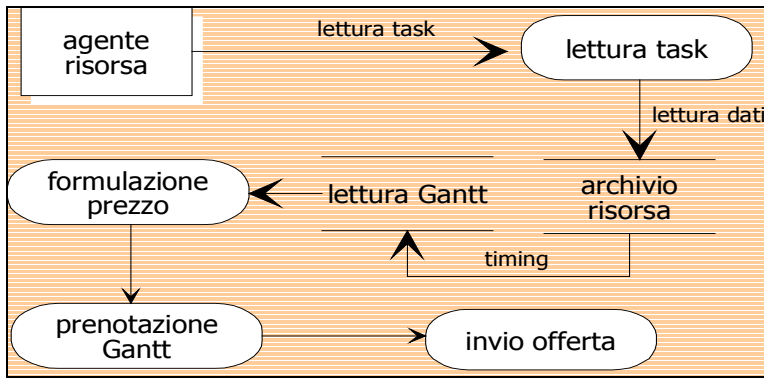 agente
risorsa
lettura task
lettura task
lettura dati
formulazione
prezzo
lettura Gantt
archivio
risorsa
timing
prenotazione
Gantt
invio offerta